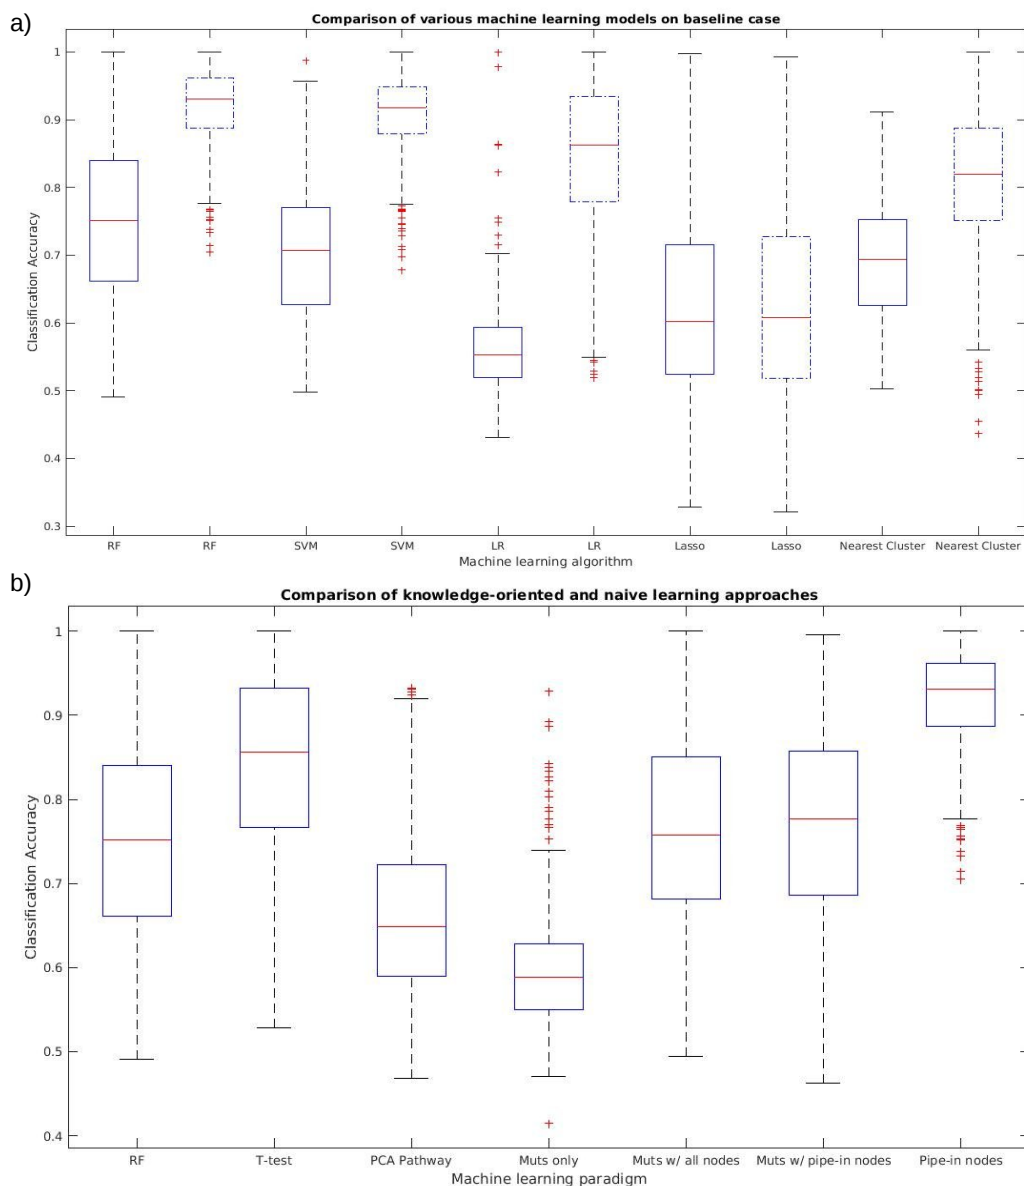 a)
Comparison of various machine learning models on baseline case
1
0.9
0.8
0.7
0.6
0.5
0.4
0.3
Classification Accuracy
RF RF SVM SVM LR LR Lasso Lasso Nearest Cluster Nearest Cluster
Machine learning algorithm
b)
Comparison of knowledge-oriented and naive learning approaches
1
0.9
0.8
0.7
0.6
0.5
0.4
Classification Accuracy
RF T-test PCA Pathway Muts only Muts w/ all nodes Muts w/ pipe-in nodes Pipe-in nodes
Machine learning paradigm